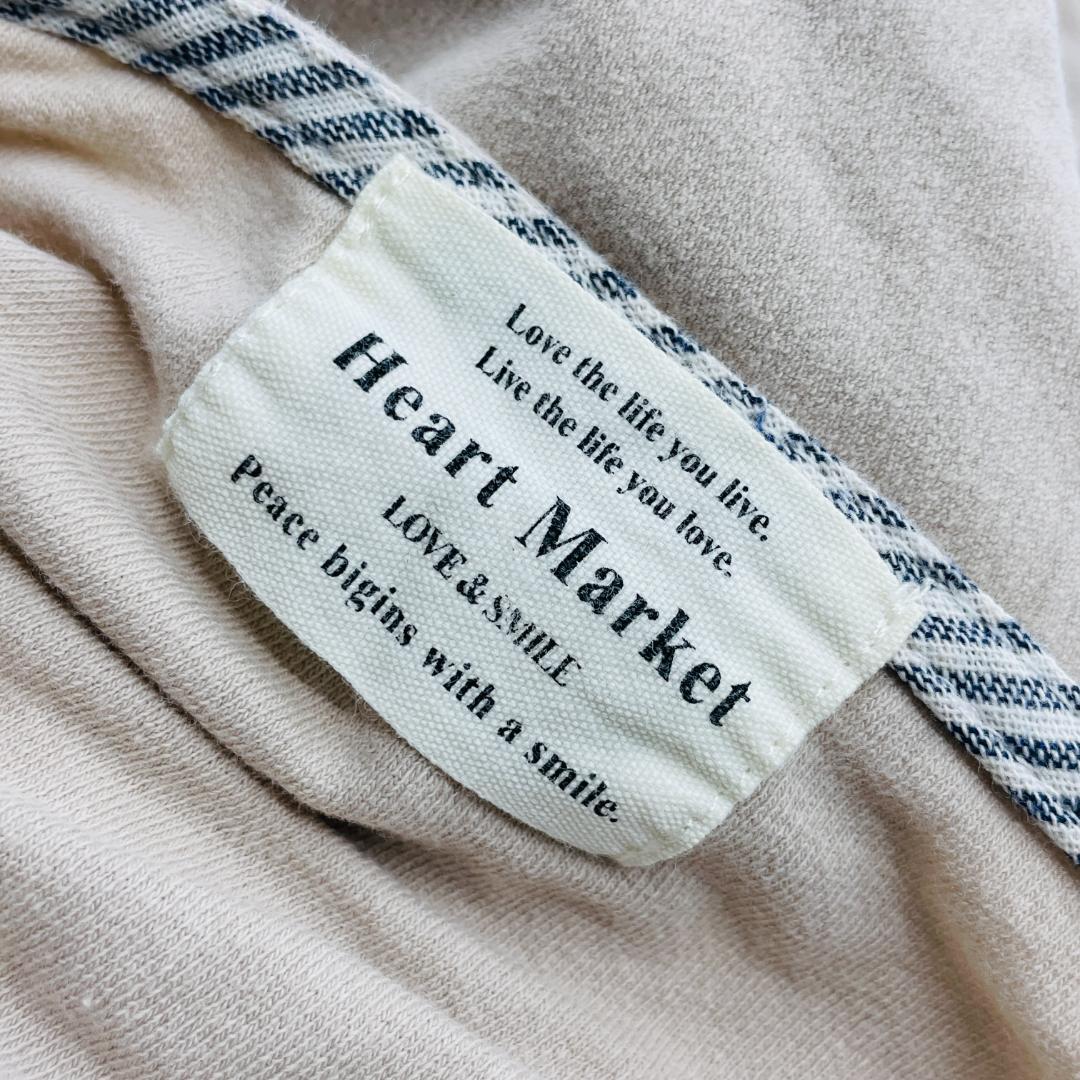 Love the life you live.
Live the life you love.
Heart Market
LOVE&SMILE
Peace bigins with a smile.